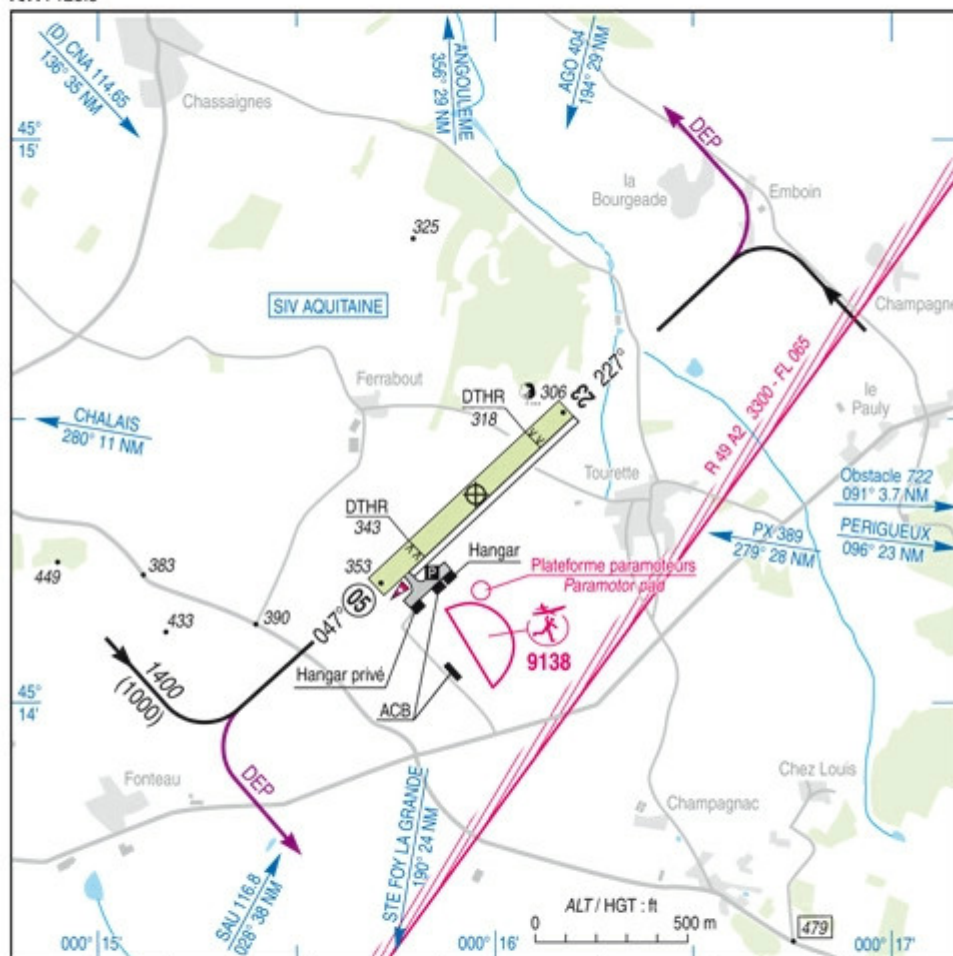 (D) CNA 114.65
136° 35 NM
Chassaignes
ANGOULEME
356° 29 NM
AGO 404
194° 29 NM
45°
15'
DEP
la
Bourgeade
Emboin
325
SIV AQUITAINE
Champagne
Ferrabout
DTHR
318
306
23
227°
le
Pauly
R 49 A2 3300 - FL 065
CHALAIS
280° 11 NM
Tourette
Obstacle 722
091° 3.7 NM
DTHR
343
PX 389
279° 28 NM
PERIGUEUX
096° 23 NM
Hangar
P
353
Plateforme paramoteurs
Paramotor pad
449
383
433
390
047°
05
9138
Hangar privé
1400
(1000)
ACB
45°
14'
DEP
Fonteau
Chez Louis
Champagnac
SAU 116.8
028° 38 NM
STE FOY LA GRANDE
190° 24 NM
ALT / HGT : ft
0
500 m
479
000° 15'
000° 16'
000° 17'